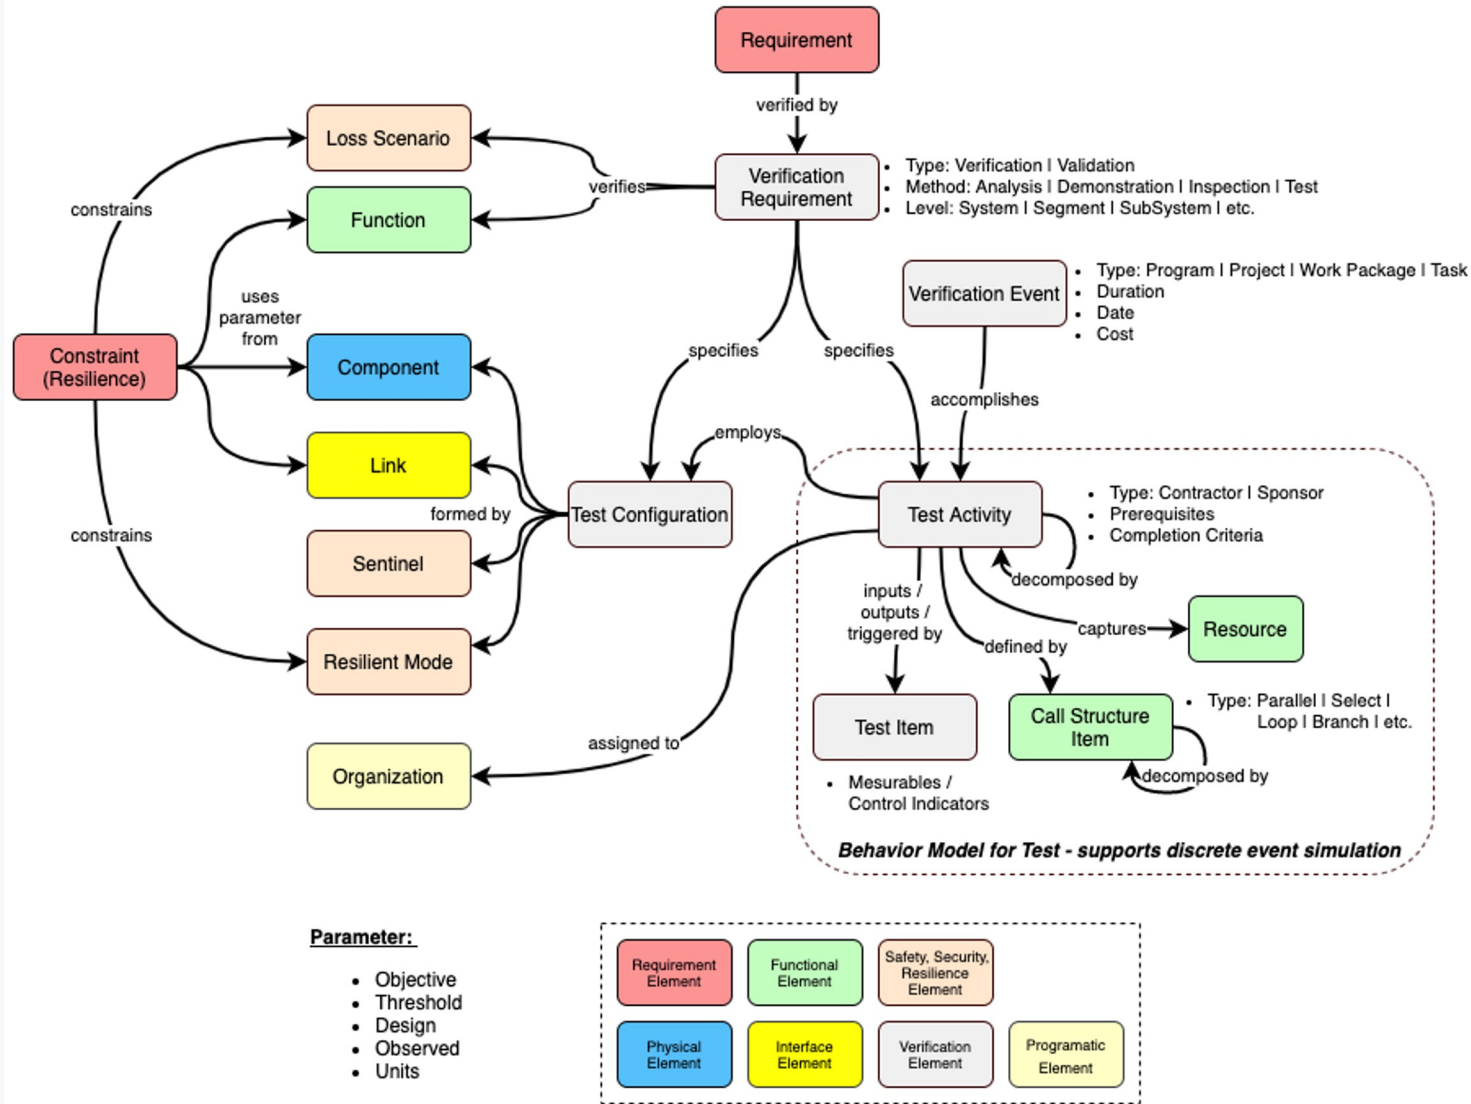 Requirement
verified by
Loss Scenario
Verification
Requirement
• Type: Verification | Validation
• Method: Analysis | Demonstration | Inspection | Test
• Level: System | Segment | SubSystem | etc.
verifies
constrains
Function
Verification Event
• Type: Program | Project | Work Package | Task
• Duration
• Date
• Cost
uses
parameter
from
Constraint
(Resilience)
Component
specifies
specifies
accomplishes
employs
Link
formed by
Test Configuration
Test Activity
• Type: Contractor | Sponsor
• Prerequisites
• Completion Criteria
constrains
Sentinel
decomposed by
inputs /
outputs /
triggered by
captures
Resource
defined by
Resilient Mode
Test Item
Call Structure
Item
• Type: Parallel | Select |
Loop | Branch | etc.
assigned to
Organization
decomposed by
• Mesurables /
Control Indicators
Behavior Model for Test - supports discrete event simulation
Parameter:
• Objective
• Threshold
• Design
• Observed
• Units
Requirement
Element
Functional
Element
Safety, Security,
Resilience
Element
Physical
Element
Interface
Element
Verification
Element
Programatic
Element